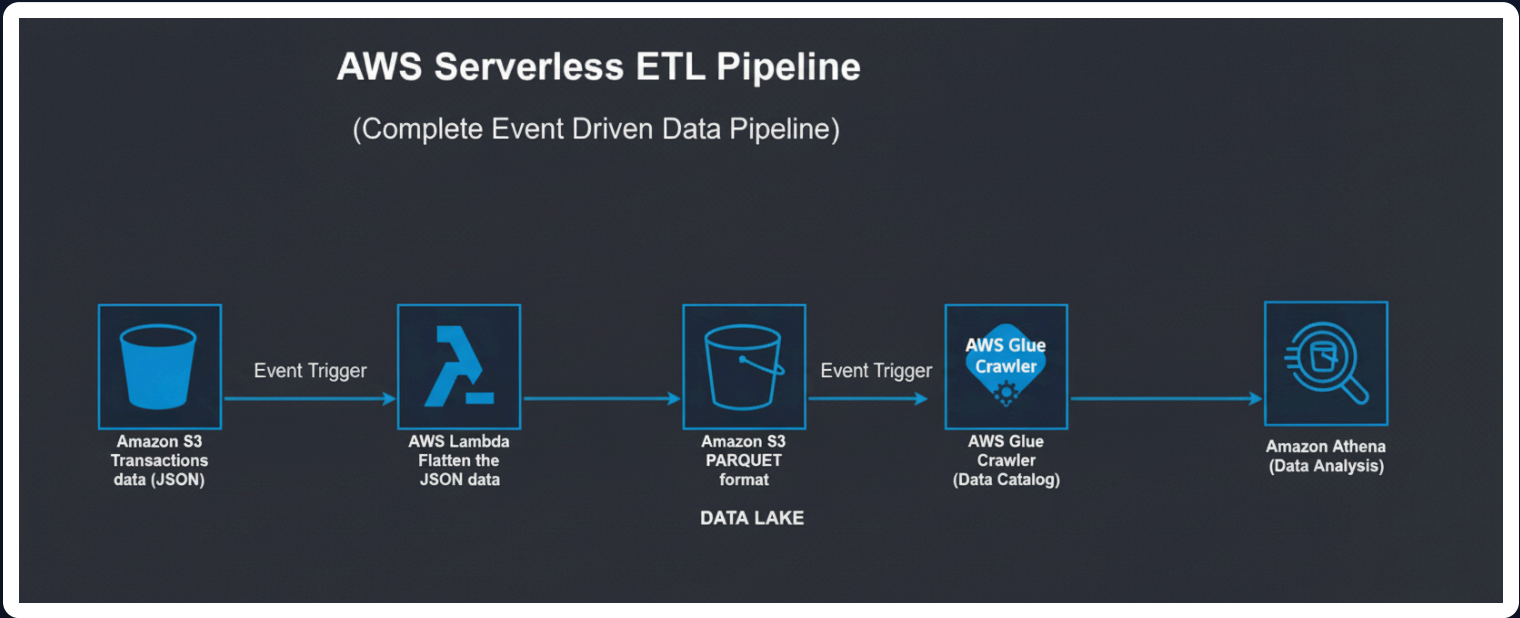 AWS Serverless ETL Pipeline
(Complete Event Driven Data Pipeline)
Event Trigger
Event Trigger
AWS Glue
Crawler
Amazon S3
Transactions
data (JSON)
AWS Lambda
Flatten the
JSON data
Amazon S3
PARQUET
format
DATA LAKE
AWS Glue
Crawler
(Data Catalog)
Amazon Athena
(Data Analysis)